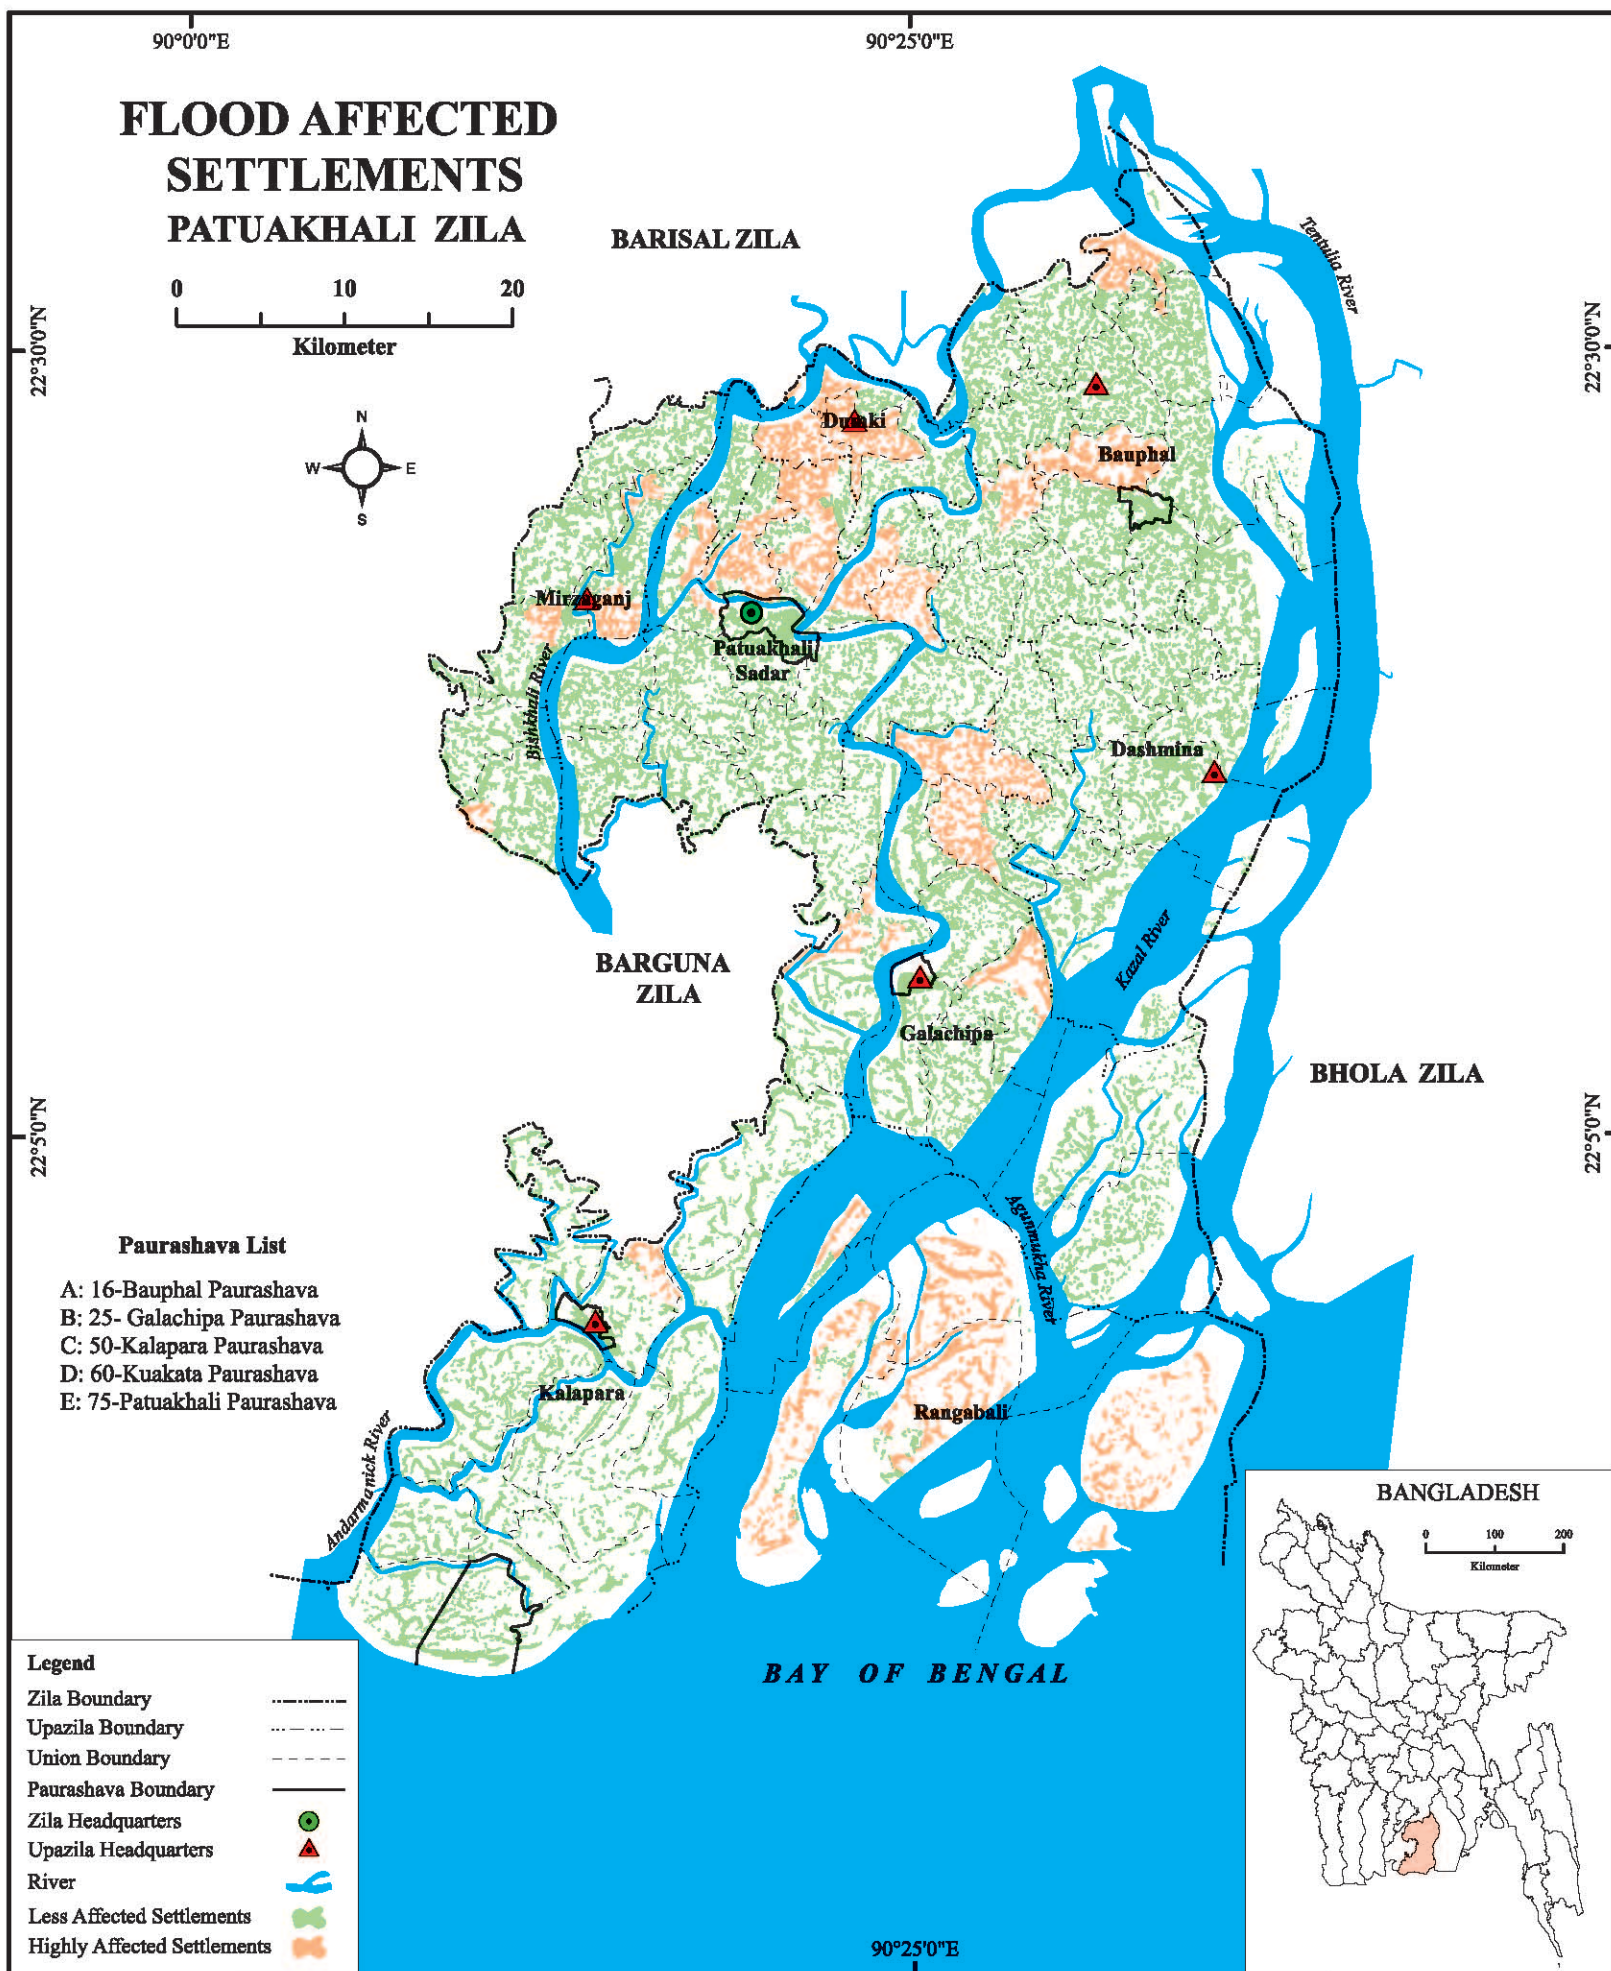 90°0'0"E
90°25'0"E
FLOOD AFFECTED
SETTLEMENTS
PATUAKHALI ZILA
0 10 20
Kilometer
BARISAL ZILA
Tentulia River
22°30'0"N
22°30'0"N
N
W E
S
Dumki
Bauphal
Mirzaganj
Patuakhali
Sadar
Bishkhali River
Dashmina
BARGUNA
ZILA
Kazal River
Galachipa
BHOLA ZILA
22°5'0"N
22°5'0"N
Agunmukha River
Paurashava List
A: 16-Bauphal Paurashava
B: 25- Galachipa Paurashava
C: 50-Kalapara Paurashava
D: 60-Kuakata Paurashava
E: 75-Patuakhali Paurashava
Kalapara
Rangabali
Andarmanick River
BAY OF BENGAL
BANGLADESH
0 100 200
Kilometer
Legend
Zila Boundary
Upazila Boundary
Union Boundary
Paurashava Boundary
Zila Headquarters
Upazila Headquarters
River
Less Affected Settlements
Highly Affected Settlements
90°25'0"E